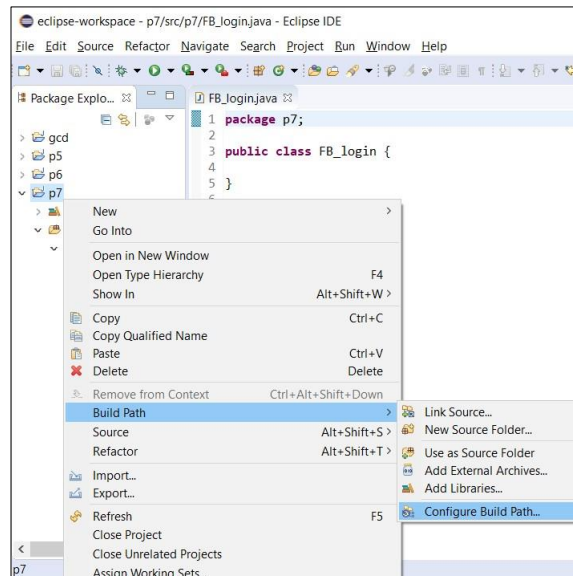 eclipse-workspace - p7/src/p7/FB_login.java - Eclipse IDE
File Edit Source Refactor Navigate Search Project Run Window Help
Package Explo... FB_login.java
1 package p7;
2
3 public class FB_login {
4
5 }
gcd
p5
p6
p7
New
Go Into
Open in New Window
Open Type Hierarchy F4
Show In Alt+Shift+W >
Copy Ctrl+C
Copy Qualified Name
Paste Ctrl+V
Delete Delete
Remove from Context Ctrl+Alt+Shift+Down
Build Path
Source Alt+Shift+S >
Refactor Alt+Shift+T >
Import...
Export...
Refresh F5
Close Project
Close Unrelated Projects
Assign Working Sets
Link Source...
New Source Folder...
Use as Source Folder
Add External Archives...
Add Libraries...
Configure Build Path...
p7